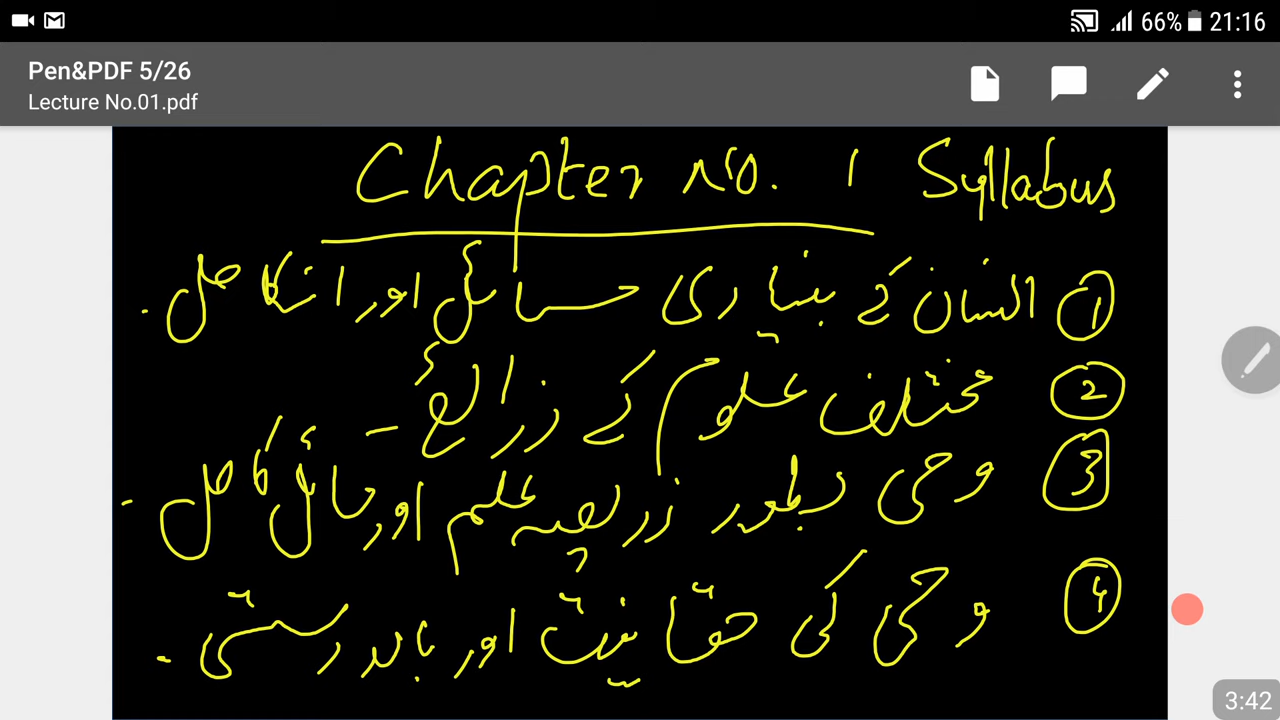 66% 21:16
Pen&PDF 5/26
Lecture No.01.pdf
Chapter No. 1 Syllabus
① انسان کے بنیادی مسائل اور انکا حل۔
② مختلف علوم کے ذرائع ۔
③ وحی بطور ذریعہ علم اور مسائل کا حل ۔
④ وحی کی حقانیت اور بالادستی ۔
3:42